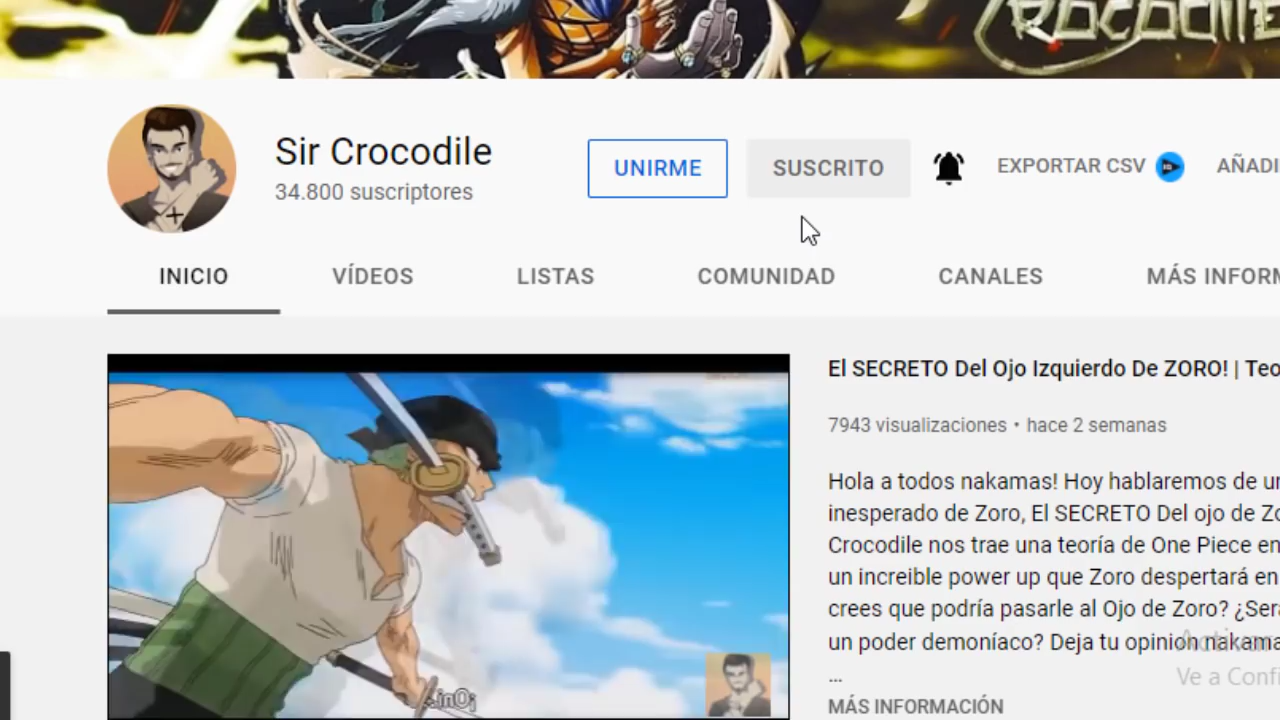 CROCODILE
Sir Crocodile
34.800 suscriptores
UNIRME
SUSCRITO
EXPORTAR CSV
AÑADI
INICIO
VÍDEOS
LISTAS
COMUNIDAD
CANALES
MÁS INFORM
El SECRETO Del Ojo Izquierdo De ZORO! | Teo
7943 visualizaciones • hace 2 semanas
Hola a todos nakamas! Hoy hablaremos de un
inesperado de Zoro, El SECRETO Del ojo de Zo
Crocodile nos trae una teoría de One Piece en
un increible power up que Zoro despertará en
crees que podría pasarle al Ojo de Zoro? ¿Será
un poder demoníaco? Deja tu opinion nakama
...
MÁS INFORMACIÓN
Activar
Ve a Confi